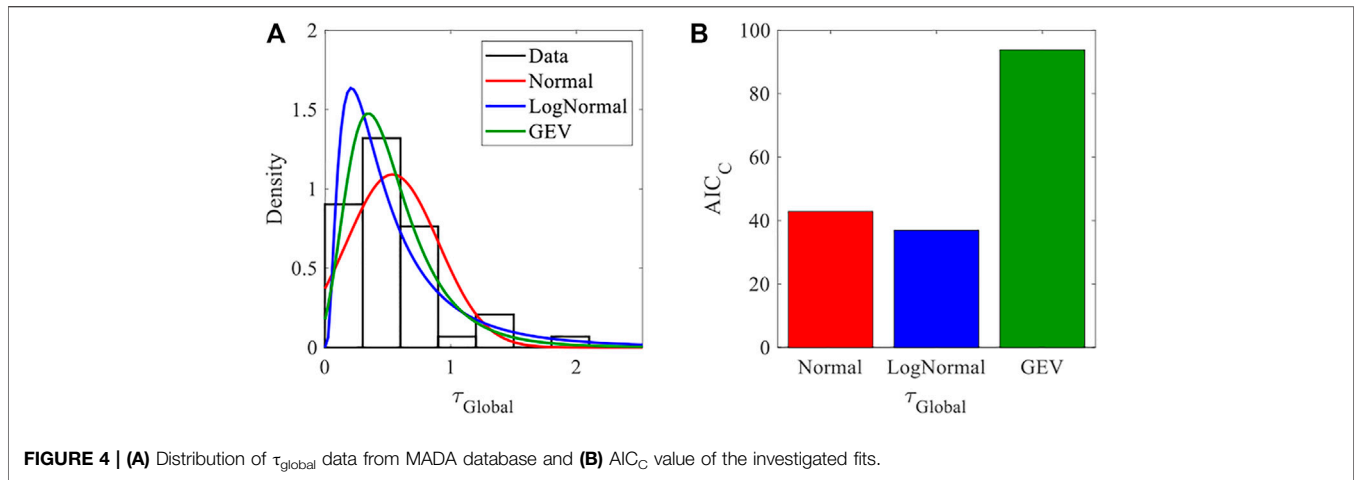 A
2
1.5
1
0.5
0
Density
Data
Normal
LogNormal
GEV
0 1 2
τGlobal
B
100
80
60
40
20
0
AICC
Normal LogNormal GEV
τGlobal
FIGURE 4 | (A) Distribution of τglobal data from MADA database and (B) AICC value of the investigated fits.